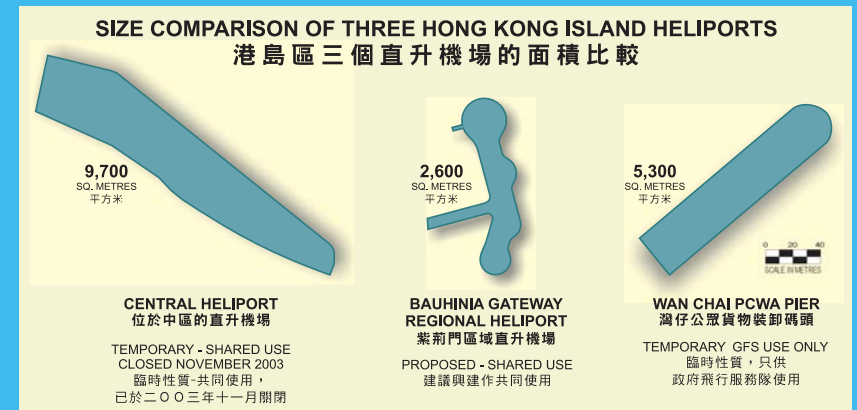 SIZE COMPARISON OF THREE HONG KONG ISLAND HELIPORTS
港島區三個直升機場的面積比較
9,700
SQ. METRES
平方米
2,600
SQ. METRES
平方米
5,300
SQ. METRES
平方米
0 20 40
SCALE IN METRES
CENTRAL HELIPORT
位於中區的直升機場
TEMPORARY - SHARED USE
CLOSED NOVEMBER 2003
臨時性質-共同使用，
已於二OO三年十一月關閉
BAUHINIA GATEWAY
REGIONAL HELIPORT
紫荊門區域直升機場
PROPOSED - SHARED USE
建議興建作共同使用
WAN CHAI PCWA PIER
灣仔公眾貨物裝卸碼頭
TEMPORARY GFS USE ONLY
臨時性質，只供
政府飛行服務隊使用